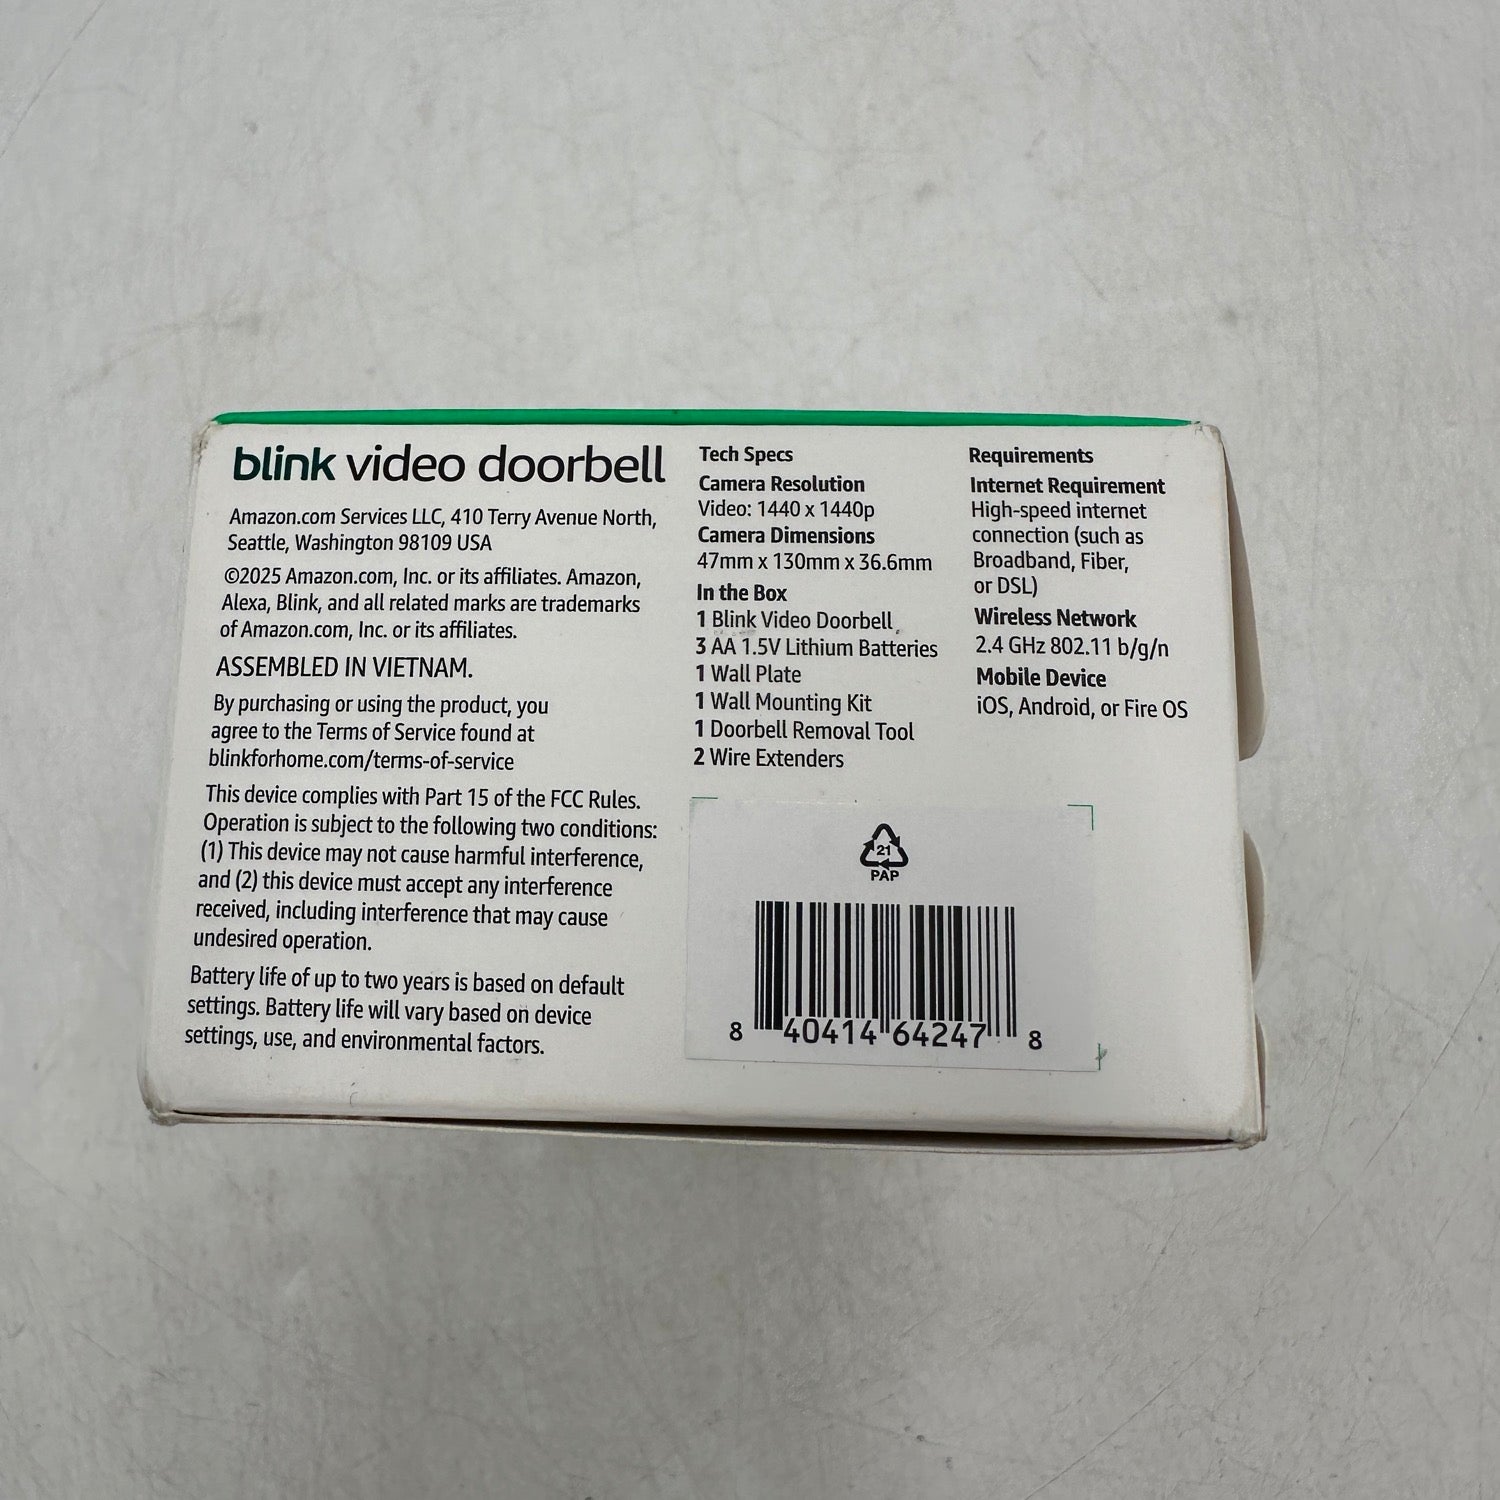 blink video doorbell
Amazon.com Services LLC, 410 Terry Avenue North,
Seattle, Washington 98109 USA
©2025 Amazon.com, Inc. or its affiliates. Amazon,
Alexa, Blink, and all related marks are trademarks
of Amazon.com, Inc. or its affiliates.
ASSEMBLED IN VIETNAM.
By purchasing or using the product, you
agree to the Terms of Service found at
blinkforhome.com/terms-of-service
This device complies with Part 15 of the FCC Rules.
Operation is subject to the following two conditions:
(1) This device may not cause harmful interference,
and (2) this device must accept any interference
received, including interference that may cause
undesired operation.
Battery life of up to two years is based on default
settings. Battery life will vary based on device
settings, use, and environmental factors.
Tech Specs
Camera Resolution
Video: 1440 x 1440p
Camera Dimensions
47mm x 130mm x 36.6mm
In the Box
1 Blink Video Doorbell
3 AA 1.5V Lithium Batteries
1 Wall Plate
1 Wall Mounting Kit
1 Doorbell Removal Tool
2 Wire Extenders
Requirements
Internet Requirement
High-speed internet
connection (such as
Broadband, Fiber,
or DSL)
Wireless Network
2.4 GHz 802.11 b/g/n
Mobile Device
iOS, Android, or Fire OS
21
PAP
8 40414 64247 8